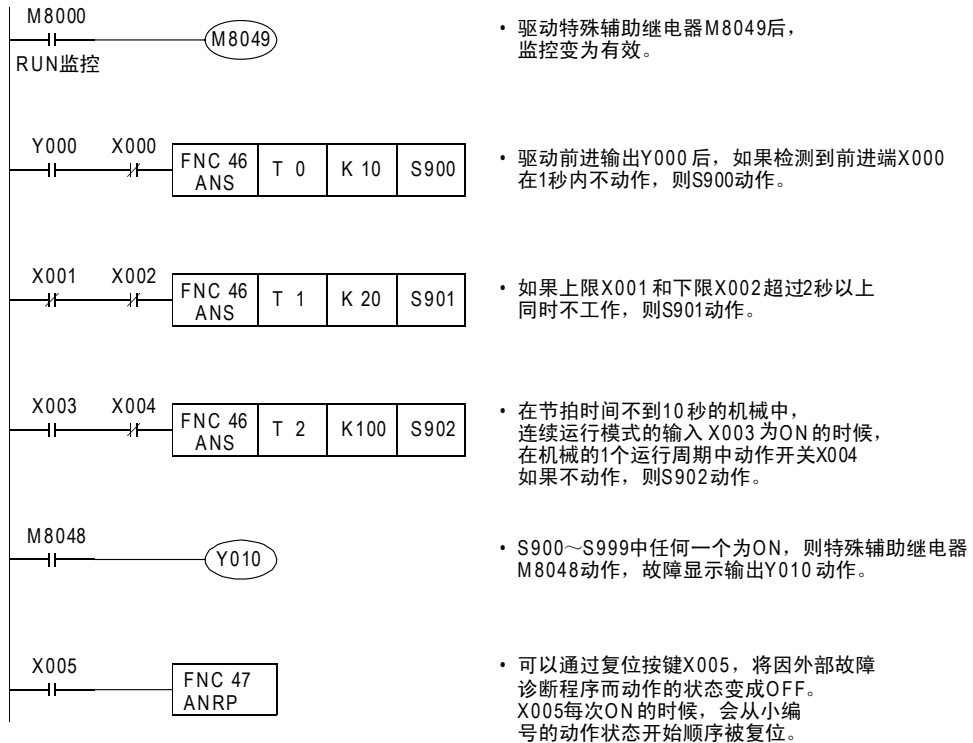 M8000
M8049
RUN监控
• 驱动特殊辅助继电器M8049后，
监控变为有效。
Y000 X000
FNC 46
ANS
T 0
K 10
S900
• 驱动前进输出Y000后，如果检测到前进端X000
在1秒内不动作，则S900动作。
X001 X002
FNC 46
ANS
T 1
K 20
S901
• 如果上限X001和下限X002超过2秒以上
同时不工作，则S901动作。
X003 X004
FNC 46
ANS
T 2
K100
S902
• 在节拍时间不到10秒的机械中，
连续运行模式的输入X003为ON的时候，
在机械的1个运行周期中动作开关X004
如果不动作，则S902动作。
M8048
Y010
• S900～S999中任何一个为ON，则特殊辅助继电器
M8048动作，故障显示输出Y010动作。
X005
FNC 47
ANRP
• 可以通过复位按键X005，将因外部故障
诊断程序而动作的状态变成OFF。
X005每次ON的时候，会从小编
号的动作状态开始顺序被复位。